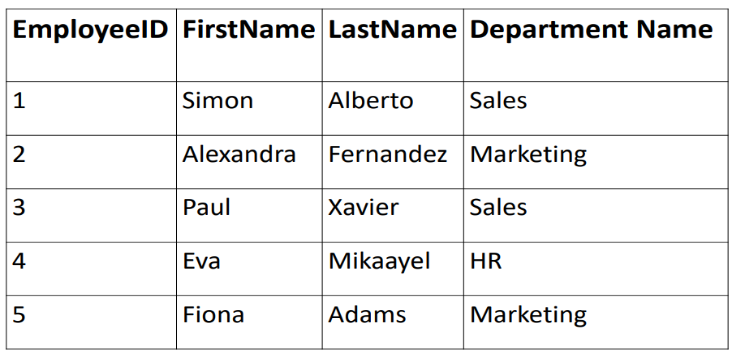 EmployeeID FirstName LastName Department Name
1 Simon Alberto Sales
2 Alexandra Fernandez Marketing
3 Paul Xavier Sales
4 Eva Mikaayel HR
5 Fiona Adams Marketing